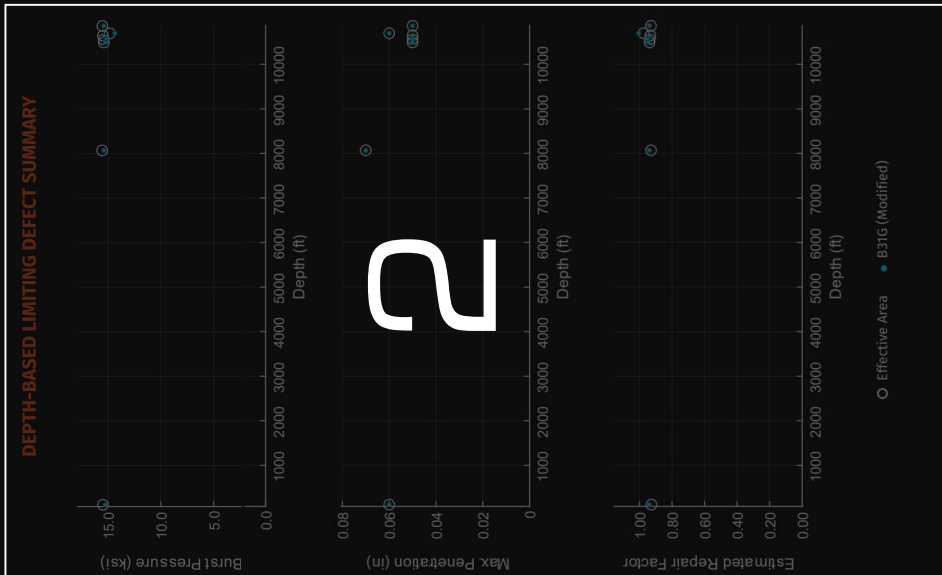 DEPTH-BASED LIMITING DEFECT SUMMARY
Burst Pressure (ksi)
15.0
10.0
5.0
0.0
1000 2000 3000 4000 5000 6000 7000 8000 9000 10000
Depth (ft)
Max. Penetration (in)
0.08
0.06
0.04
0.02
0
1000 2000 3000 4000 5000 6000 7000 8000 9000 10000
Depth (ft)
2
Estimated Repair Factor
1.00
0.80
0.60
0.40
0.20
0.00
1000 2000 3000 4000 5000 6000 7000 8000 9000 10000
Depth (ft)
Effective Area B31G (Modified)